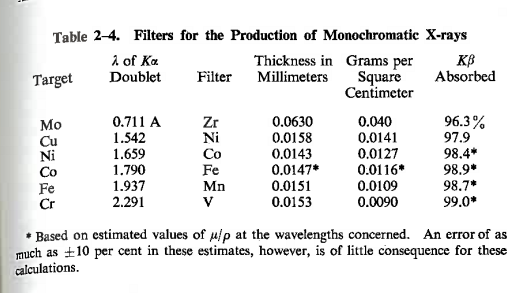 Table 2–4. Filters for the Production of Monochromatic X-rays
λ of Kα Thickness in Grams per Kβ
Target Doublet Filter Millimeters Square Absorbed
Centimeter
Mo 0.711 A Zr 0.0630 0.040 96.3%
Cu 1.542 Ni 0.0158 0.0141 97.9
Ni 1.659 Co 0.0143 0.0127 98.4*
Co 1.790 Fe 0.0147* 0.0116* 98.9*
Fe 1.937 Mn 0.0151 0.0109 98.7*
Cr 2.291 V 0.0153 0.0090 99.0*
* Based on estimated values of μ/ρ at the wavelengths concerned. An error of as
much as ±10 per cent in these estimates, however, is of little consequence for these
calculations.